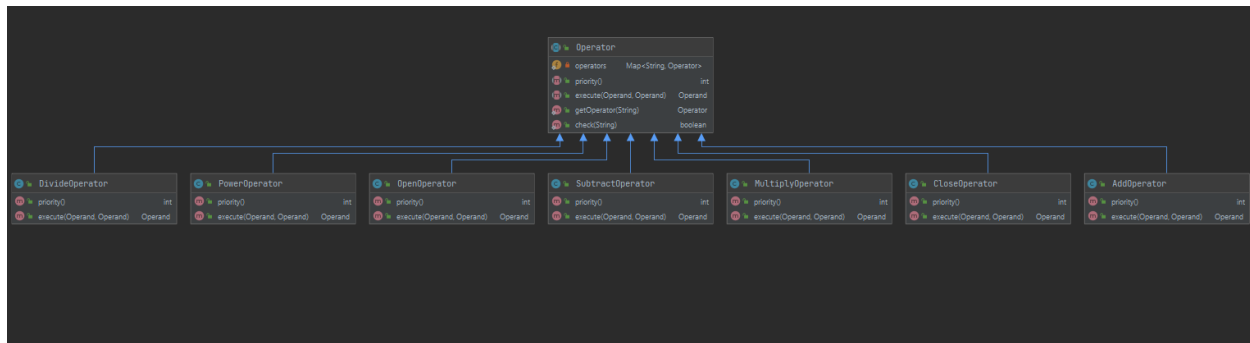 Operator
operators Map<String, Operator>
priority() int
execute(Operand, Operand) Operand
getOperator(String) Operator
check(String) boolean
DivideOperator
priority() int
execute(Operand, Operand) Operand
PowerOperator
priority() int
execute(Operand, Operand) Operand
OpenOperator
priority() int
execute(Operand, Operand) Operand
SubtractOperator
priority() int
execute(Operand, Operand) Operand
MultiplyOperator
priority() int
execute(Operand, Operand) Operand
CloseOperator
priority() int
execute(Operand, Operand) Operand
AddOperator
priority() int
execute(Operand, Operand) Operand